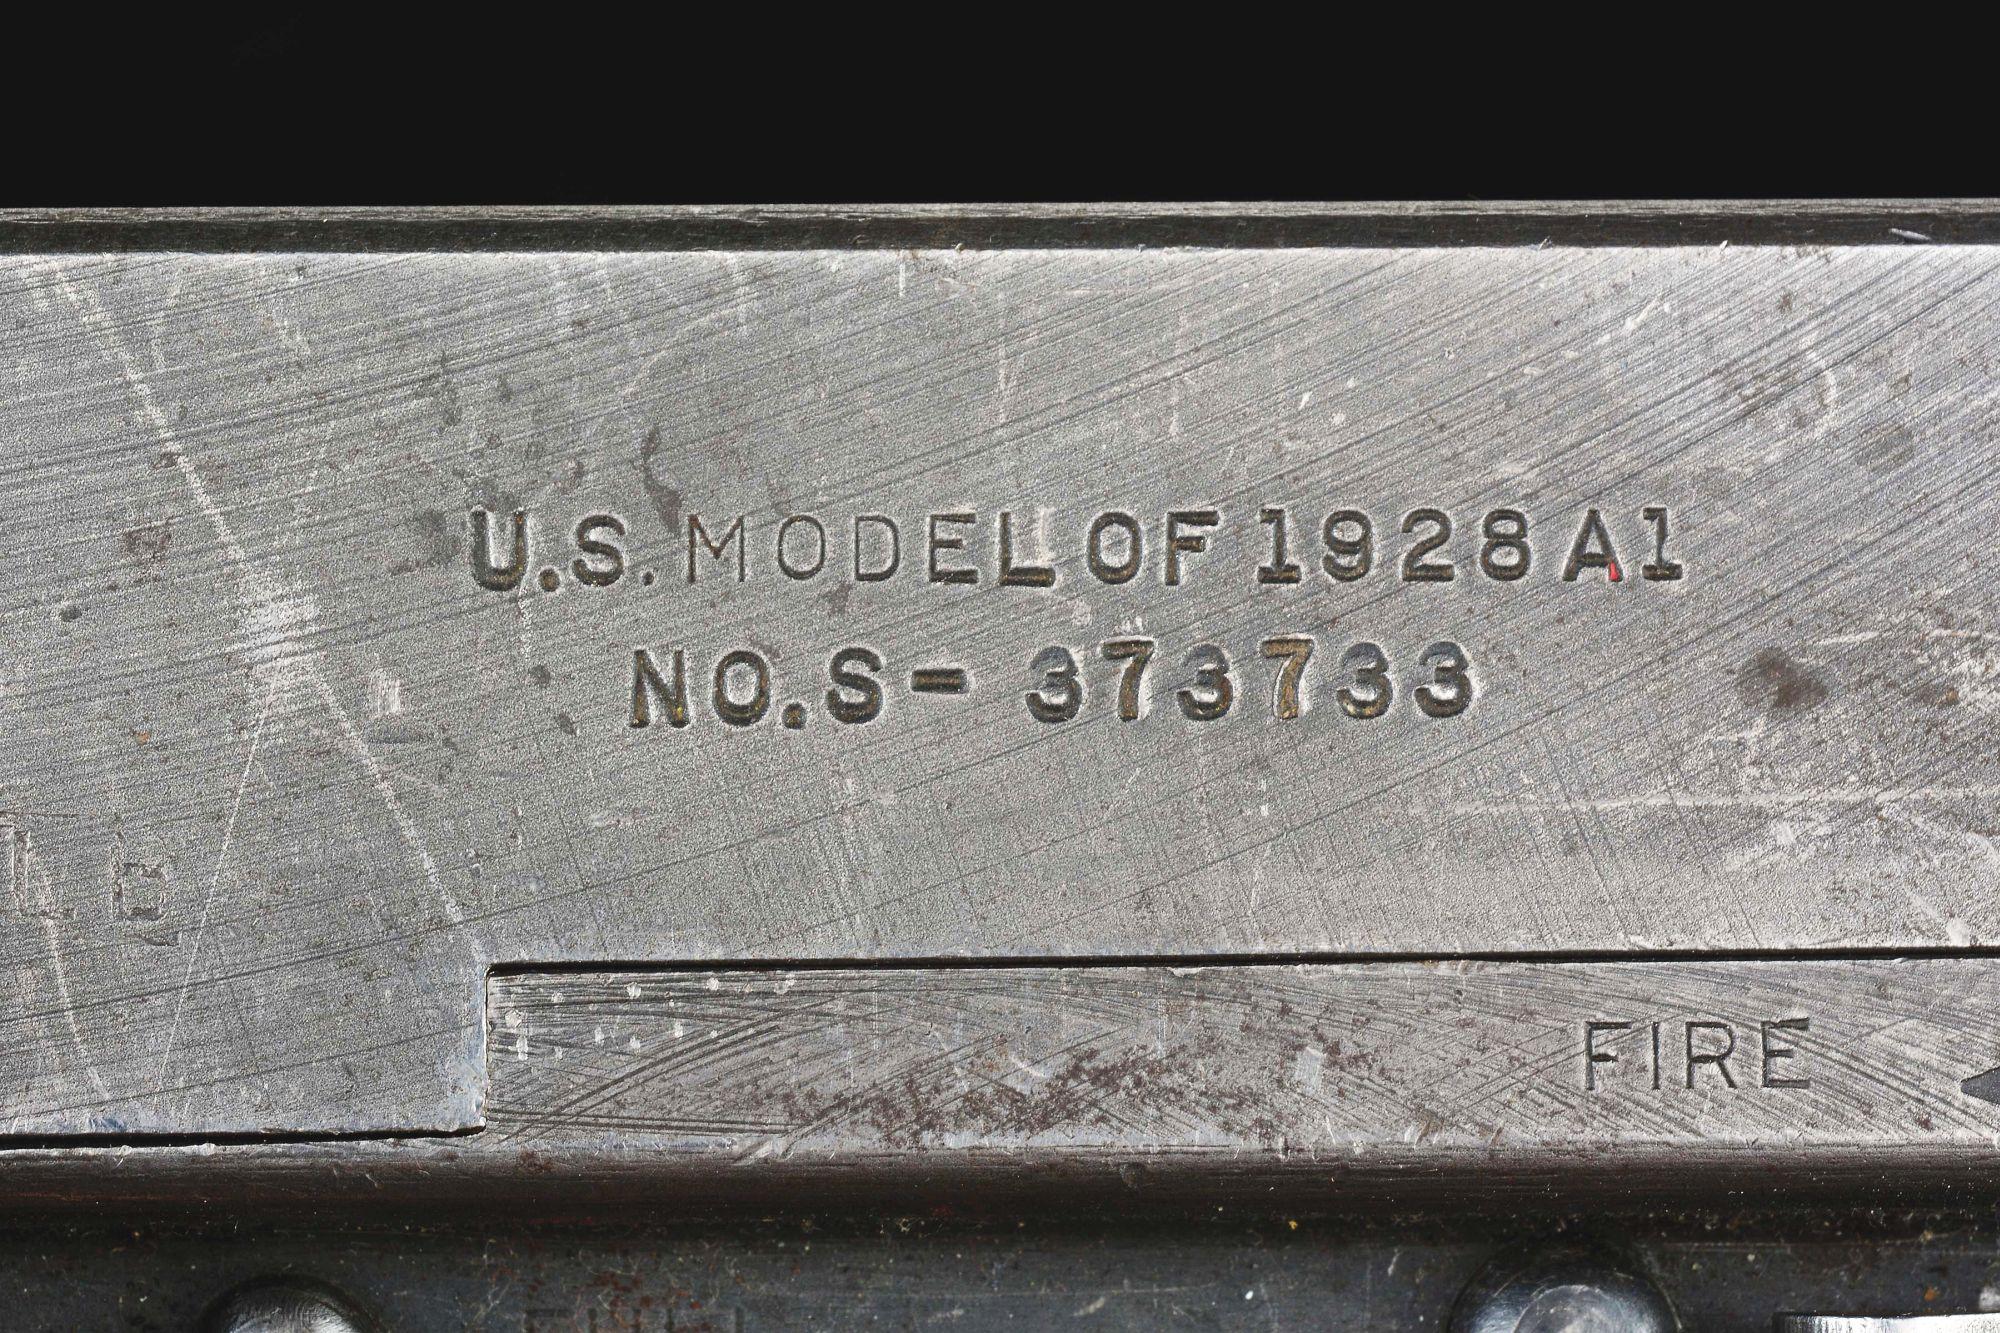 U.S. MODEL OF 1928 A1
NO. S- 373733
FIRE